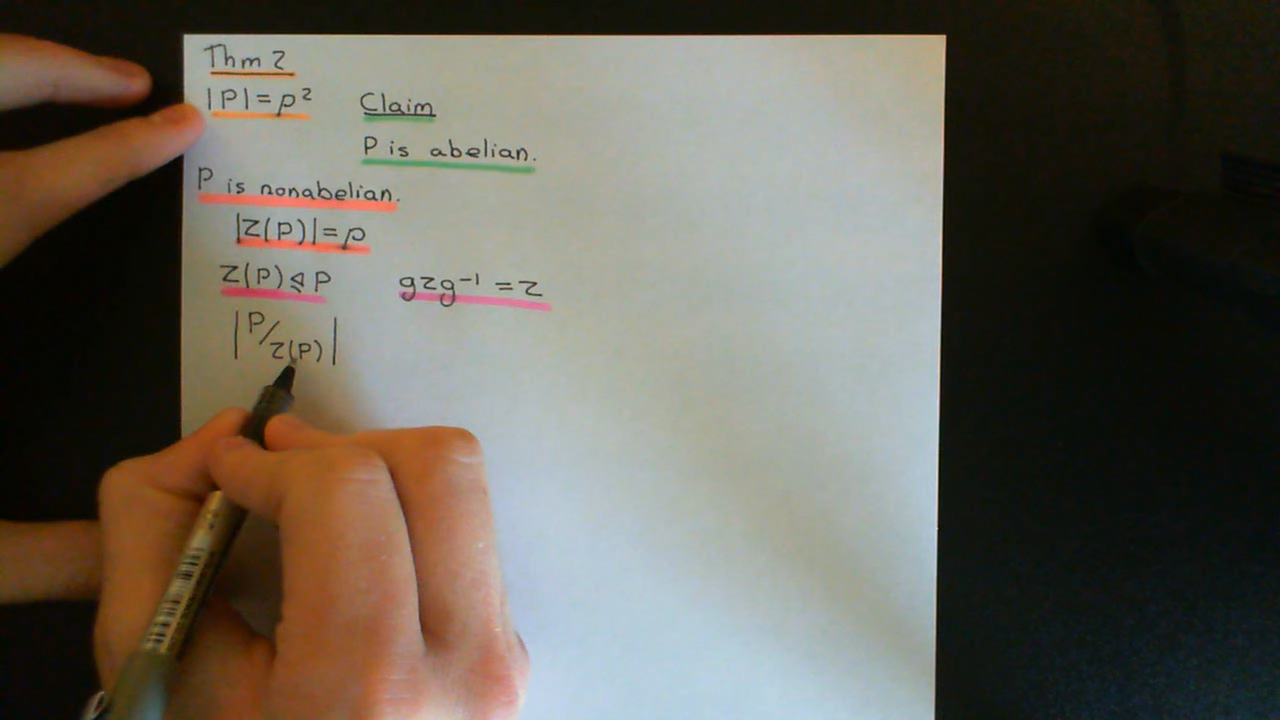 Thm 2
|P| = p² Claim
P is abelian.
P is nonabelian.
|Z(P)| = p
Z(P) ⊴ P gzg⁻¹ = z
|P/Z(P)|